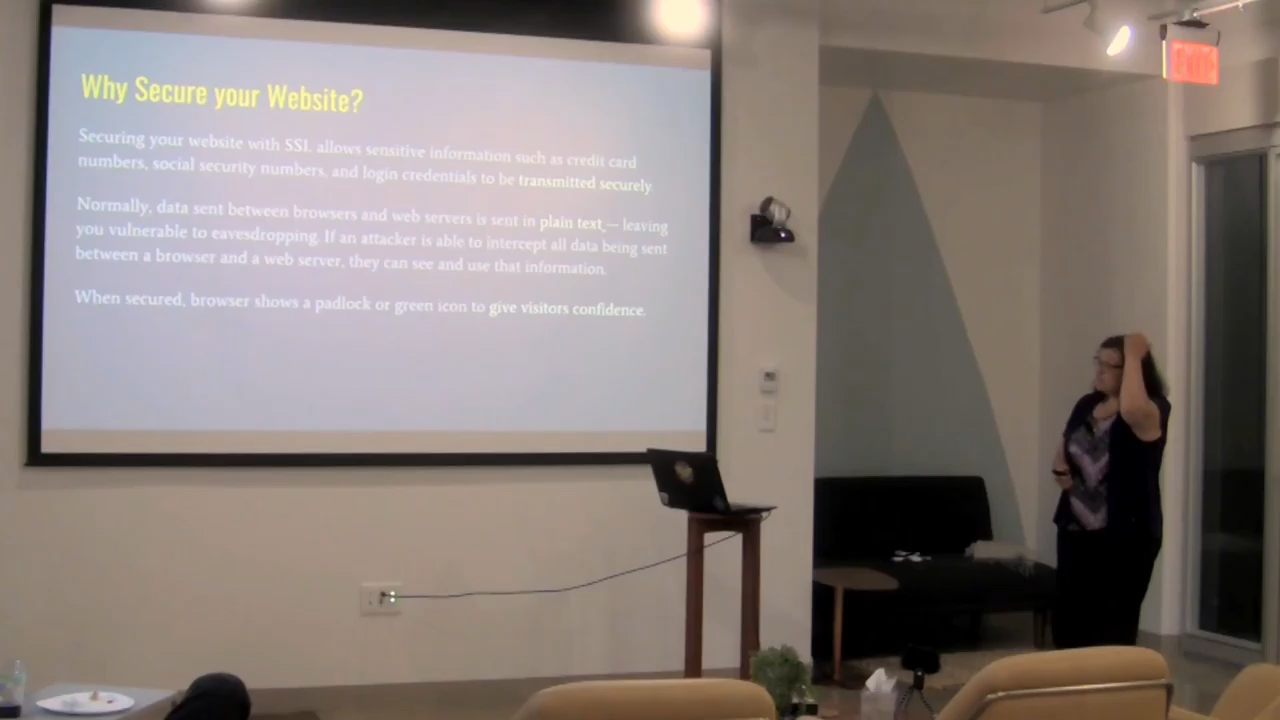 Why Secure your Website?
Securing your website with SSL allows sensitive information such as credit card
numbers, social security numbers, and login credentials to be transmitted securely.
Normally, data sent between browsers and web servers is sent in plain text — leaving
you vulnerable to eavesdropping. If an attacker is able to intercept all data being sent
between a browser and a web server, they can see and use that information.
When secured, browser shows a padlock or green icon to give visitors confidence.
EXIT